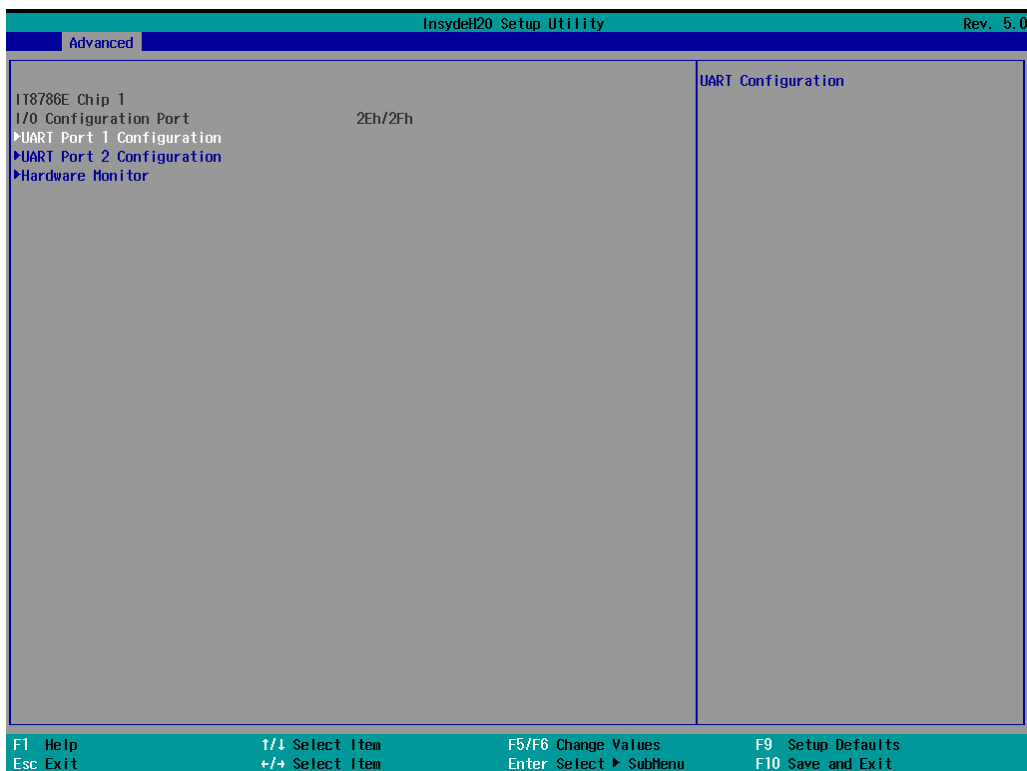 InsydeH20 Setup Utility Rev. 5.0
Advanced
IT8786E Chip 1
I/O Configuration Port 2Eh/2Fh
▶UART Port 1 Configuration
▶UART Port 2 Configuration
▶Hardware Monitor
UART Configuration
F1 Help ↑/↓ Select Item F5/F6 Change Values F9 Setup Defaults
Esc Exit ←/→ Select Item Enter Select ▶ SubMenu F10 Save and Exit